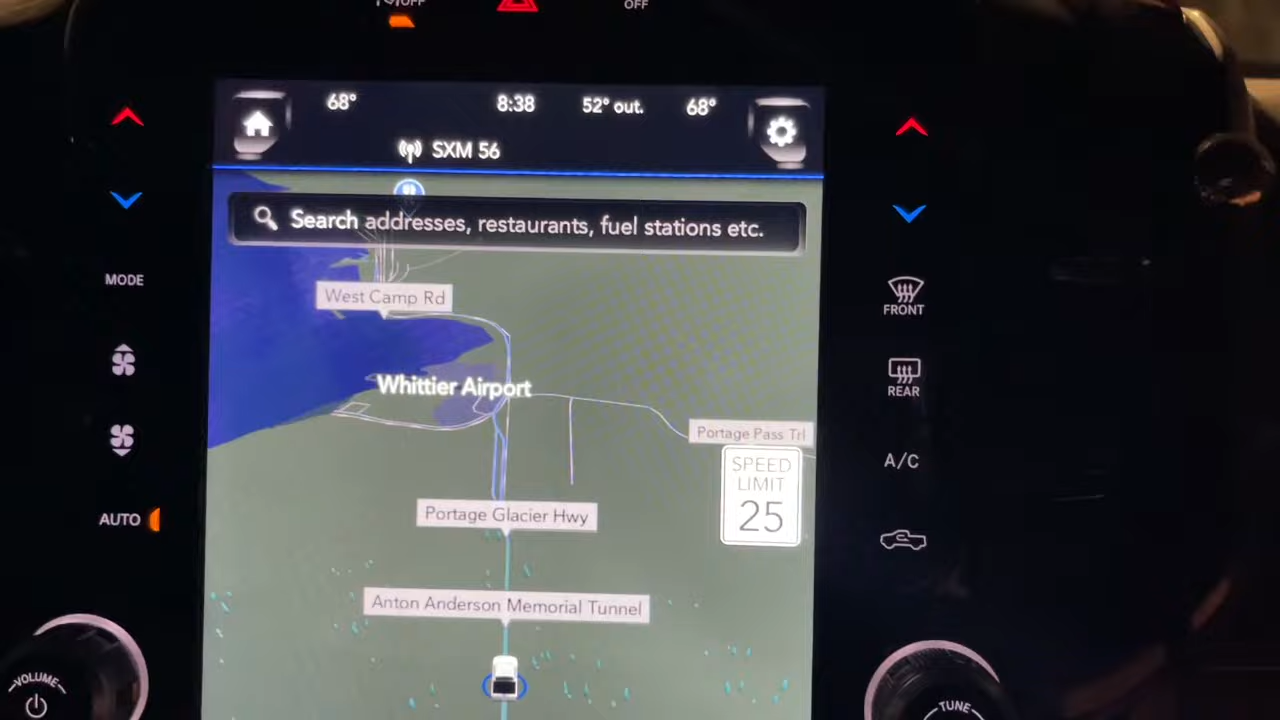 OFF
OFF
68°
8:38
52° out.
68°
SXM 56
Search addresses, restaurants, fuel stations etc.
MODE
West Camp Rd
FRONT
Whittier Airport
REAR
Portage Pass Trl
A/C
SPEED
LIMIT
25
AUTO
Portage Glacier Hwy
Anton Anderson Memorial Tunnel
VOLUME
TUNE